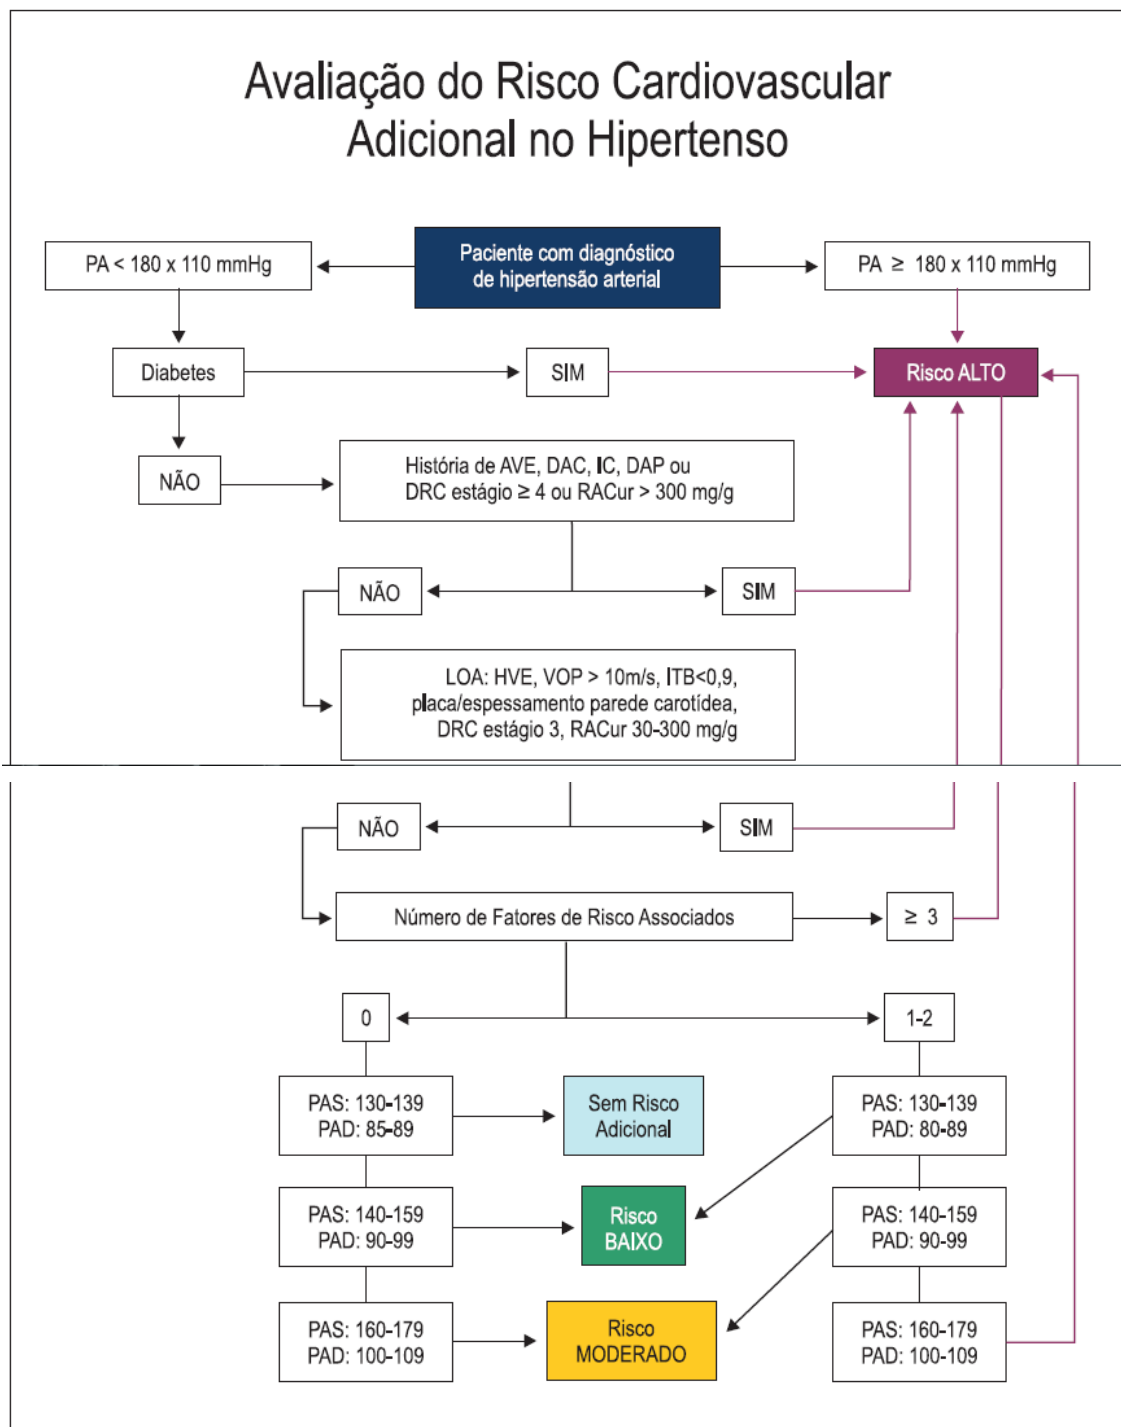 Avaliação do Risco Cardiovascular
Adicional no Hipertenso
PA < 180 x 110 mmHg
Paciente com diagnóstico
de hipertensão arterial
PA ≥ 180 x 110 mmHg
Diabetes
SIM
Risco ALTO
NÃO
História de AVE, DAC, IC, DAP ou
DRC estágio ≥ 4 ou RACur > 300 mg/g
NÃO
SIM
LOA: HVE, VOP > 10m/s, ITB<0,9,
placa/espessamento parede carotídea,
DRC estágio 3, RACur 30-300 mg/g
NÃO
SIM
Número de Fatores de Risco Associados
≥ 3
0
1-2
PAS: 130-139
PAD: 85-89
Sem Risco
Adicional
PAS: 130-139
PAD: 80-89
PAS: 140-159
PAD: 90-99
Risco
BAIXO
PAS: 140-159
PAD: 90-99
PAS: 160-179
PAD: 100-109
Risco
MODERADO
PAS: 160-179
PAD: 100-109